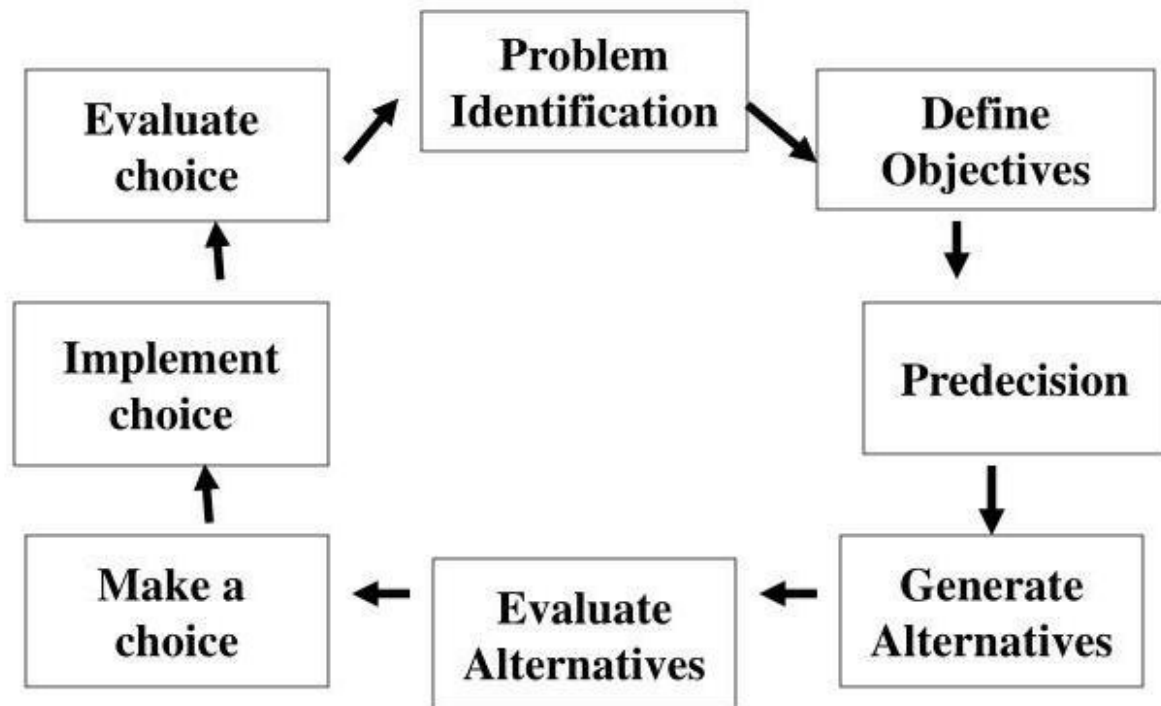 Problem
Identification
Define
Objectives
Predecision
Generate
Alternatives
Evaluate
Alternatives
Make a
choice
Implement
choice
Evaluate
choice